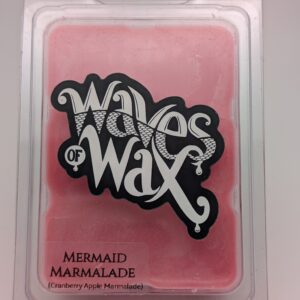 Waves
OF
Wax
MERMAID
MARMALADE
(Cranberry Apple Marmalade)